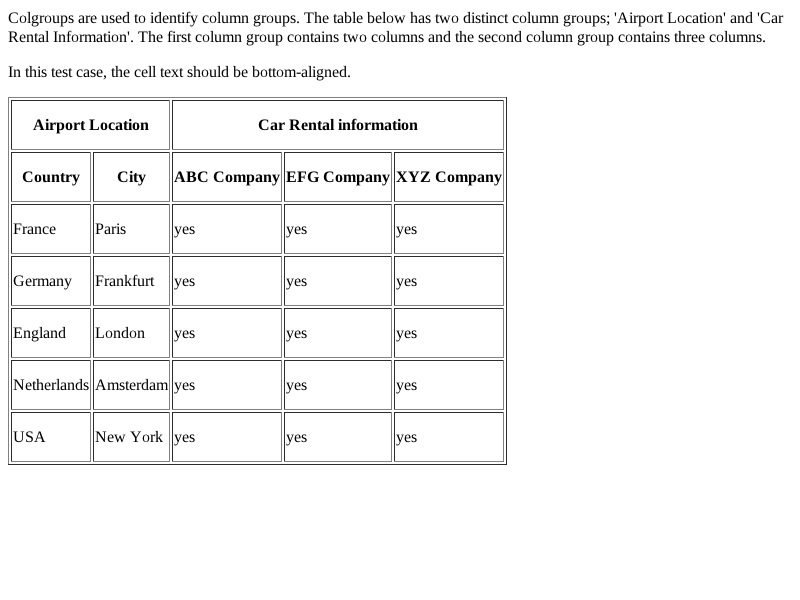 Colgroups are used to identify column groups. The table below has two distinct column groups; 'Airport Location' and 'Car
Rental Information'. The first column group contains two columns and the second column group contains three columns.
In this test case, the cell text should be bottom-aligned.
Airport Location Car Rental information
Country City ABC Company EFG Company XYZ Company
France Paris yes yes yes
Germany Frankfurt yes yes yes
England London yes yes yes
Netherlands Amsterdam yes yes yes
USA New York yes yes yes